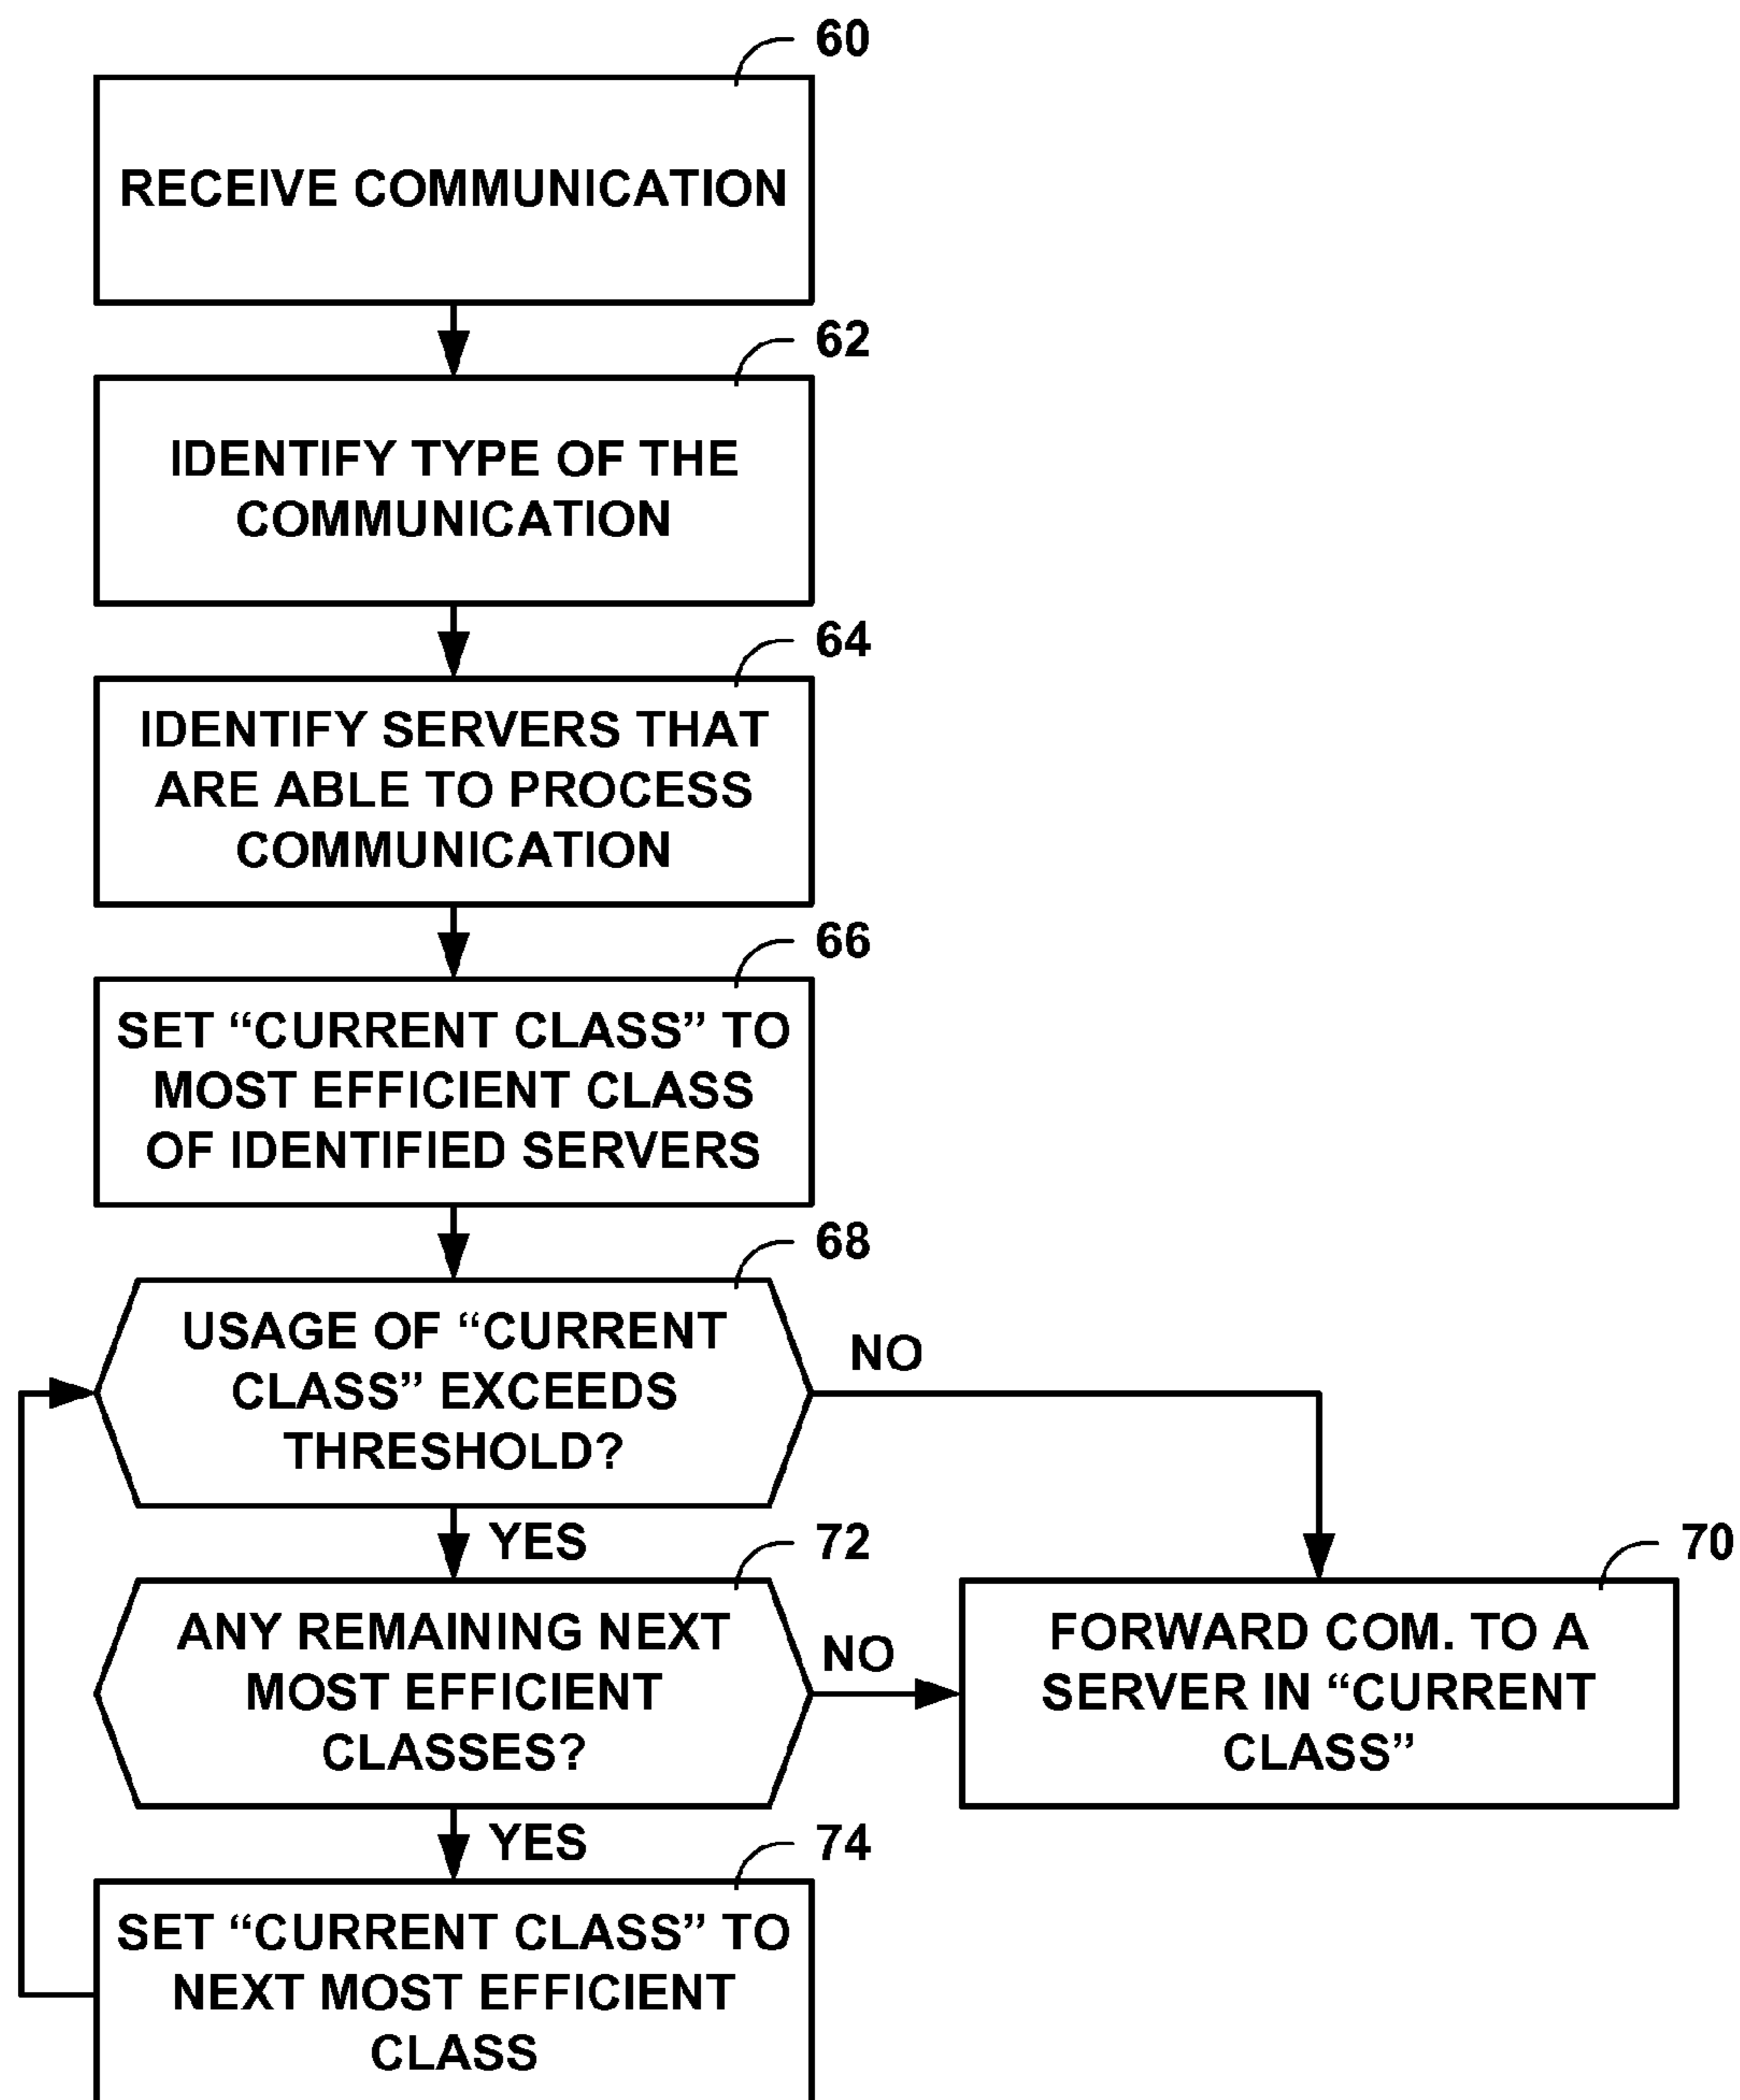 60
RECEIVE COMMUNICATION
62
IDENTIFY TYPE OF THE
COMMUNICATION
64
IDENTIFY SERVERS THAT
ARE ABLE TO PROCESS
COMMUNICATION
66
SET “CURRENT CLASS” TO
MOST EFFICIENT CLASS
OF IDENTIFIED SERVERS
68
USAGE OF “CURRENT
CLASS” EXCEEDS
THRESHOLD?
NO
YES
72
ANY REMAINING NEXT
MOST EFFICIENT
CLASSES?
NO
70
FORWARD COM. TO A
SERVER IN “CURRENT
CLASS”
YES
74
SET “CURRENT CLASS” TO
NEXT MOST EFFICIENT
CLASS